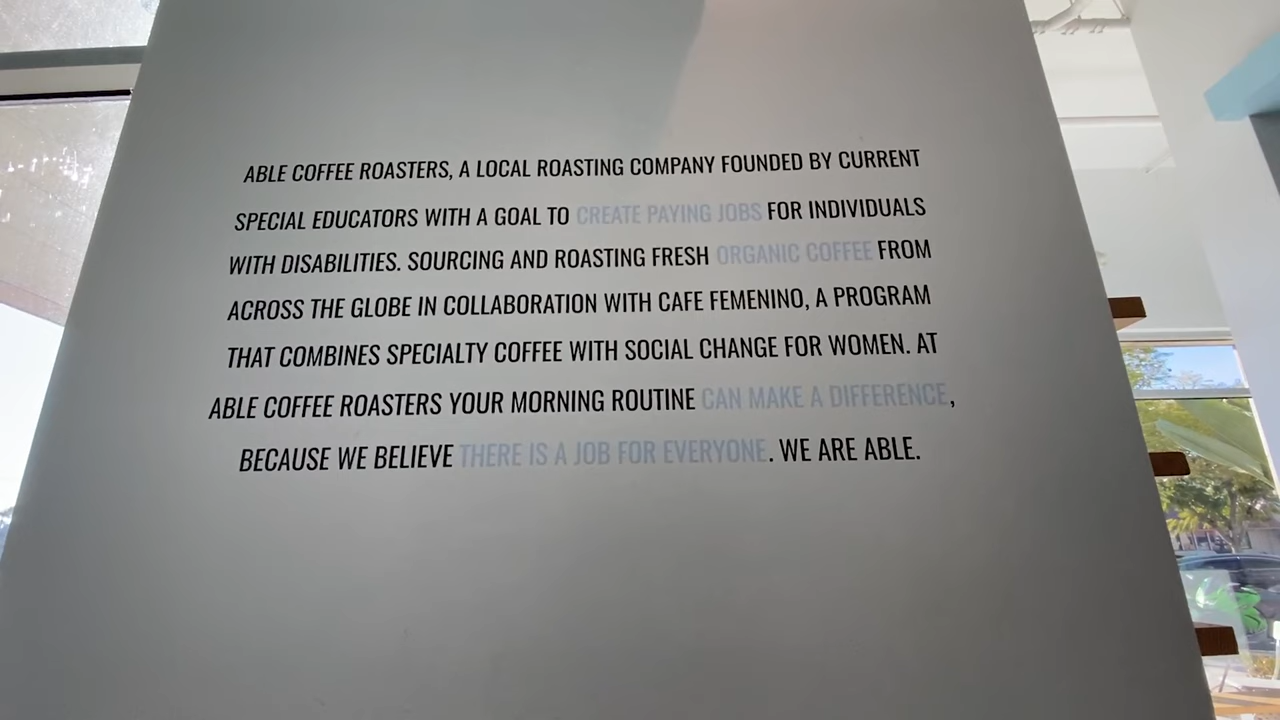 ABLE COFFEE ROASTERS, A LOCAL ROASTING COMPANY FOUNDED BY CURRENT
SPECIAL EDUCATORS WITH A GOAL TO CREATE PAYING JOBS FOR INDIVIDUALS
WITH DISABILITIES. SOURCING AND ROASTING FRESH ORGANIC COFFEE FROM
ACROSS THE GLOBE IN COLLABORATION WITH CAFE FEMENINO, A PROGRAM
THAT COMBINES SPECIALTY COFFEE WITH SOCIAL CHANGE FOR WOMEN. AT
ABLE COFFEE ROASTERS YOUR MORNING ROUTINE CAN MAKE A DIFFERENCE,
BECAUSE WE BELIEVE THERE IS A JOB FOR EVERYONE. WE ARE ABLE.